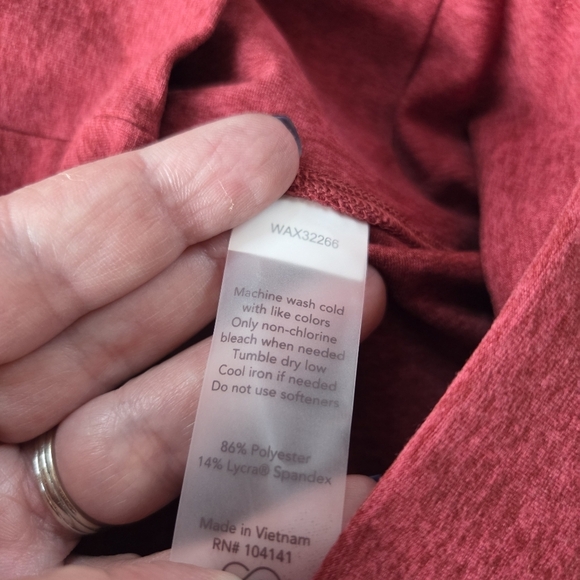 WAX32266
Machine wash cold
with like colors
Only non-chlorine
bleach when needed
Tumble dry low
Cool iron if needed
Do not use softeners
86% Polyester
14% Lycra® Spandex
Made in Vietnam
RN# 104141